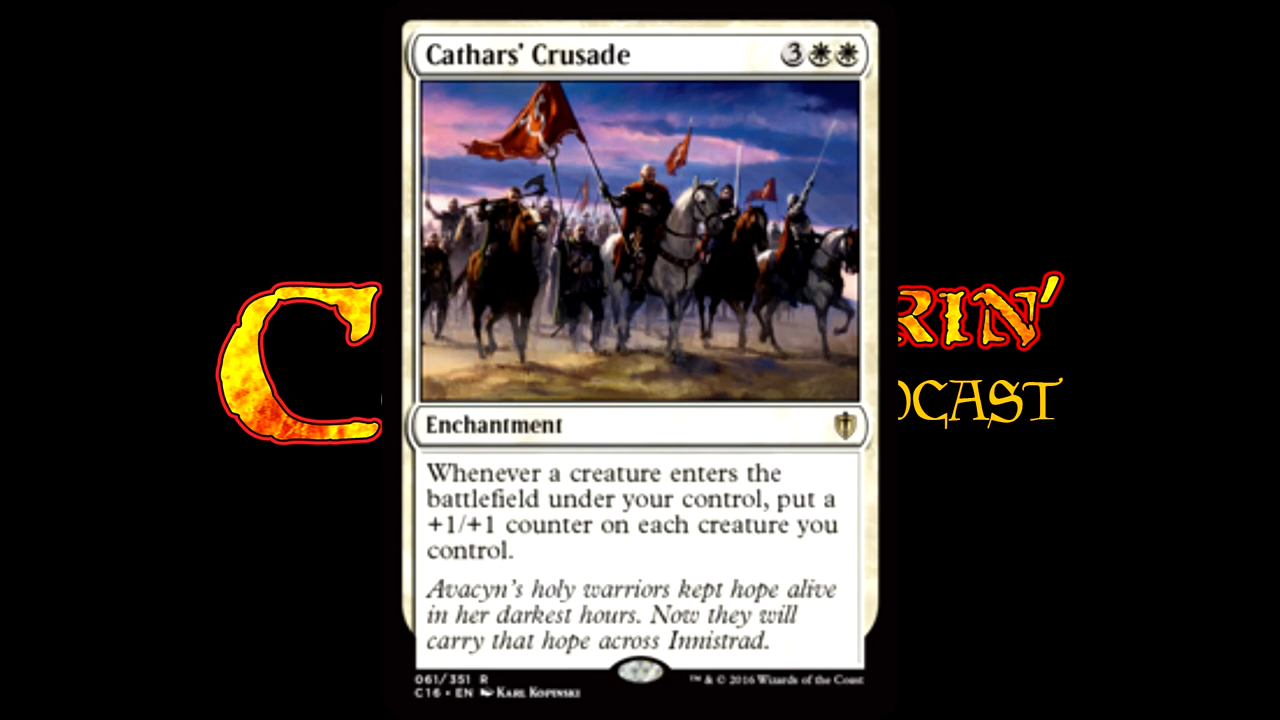 Cathars' Crusade 3
C RIN'
DCAST
Enchantment
Whenever a creature enters the
battlefield under your control, put a
+1/+1 counter on each creature you
control.
Avacyn's holy warriors kept hope alive
in her darkest hours. Now they will
carry that hope across Innistrad.
061/351 R
C16 • EN Karl Kopinski
™ & © 2016 Wizards of the Coast